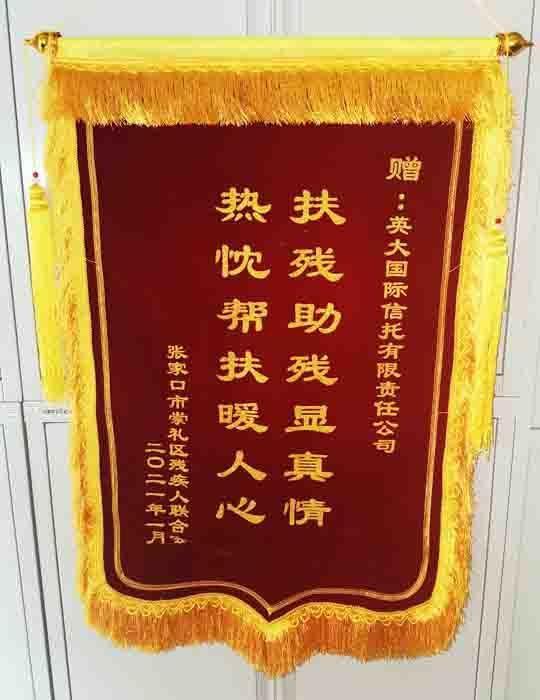 赠：英大国际信托有限责任公司
扶残助残显真情
热忱帮扶暖人心
张家口市崇礼区残疾人联合会
二〇二一年一月